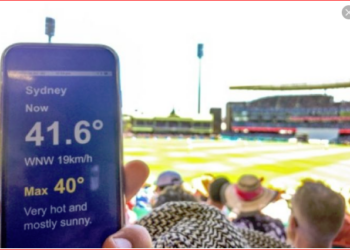 Sydney
Now
41.6°
WNW 19km/h
Max 40°
Very hot and
mostly sunny.